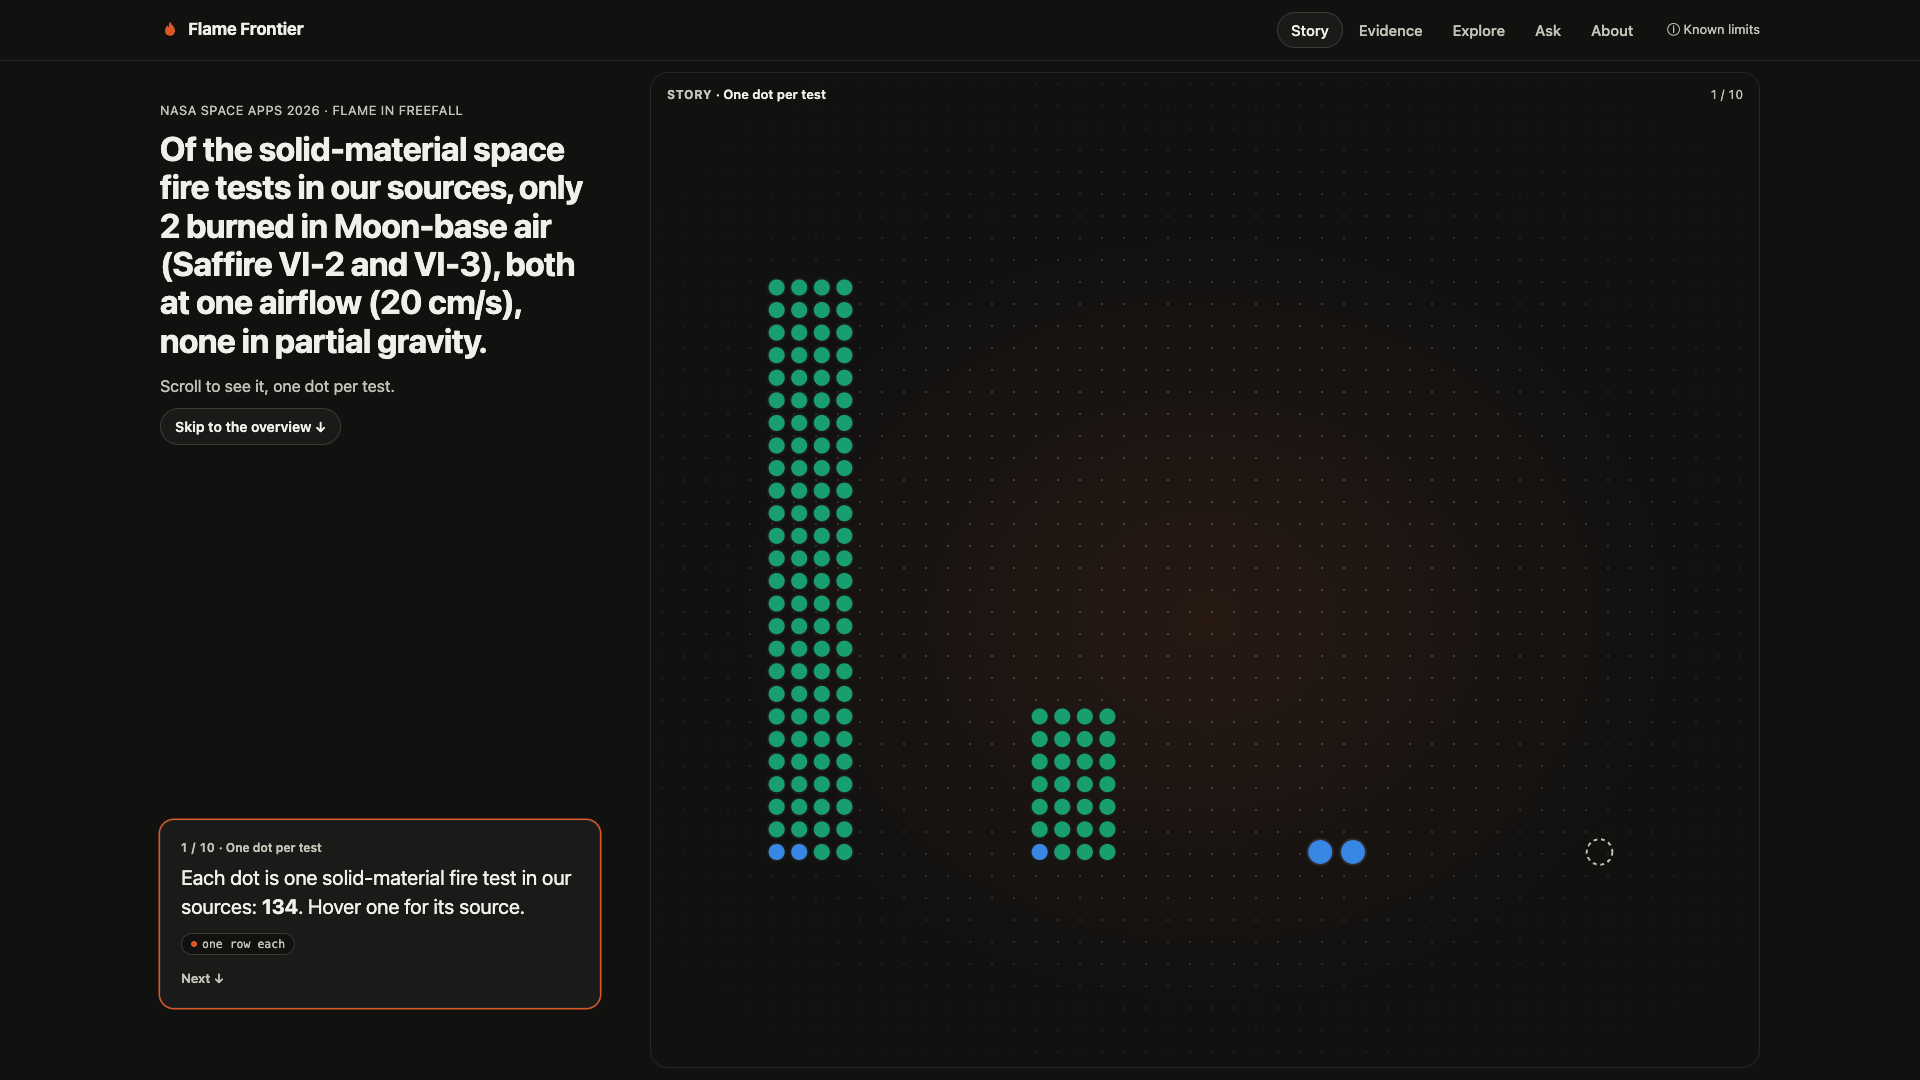 Flame Frontier
Story
Evidence
Explore
Ask
About
ⓘ Known limits
NASA SPACE APPS 2026 · FLAME IN FREEFALL
Of the solid-material space
fire tests in our sources, only
2 burned in Moon-base air
(Saffire VI-2 and VI-3), both
at one airflow (20 cm/s),
none in partial gravity.
Scroll to see it, one dot per test.
Skip to the overview ↓
STORY · One dot per test
1 / 10
1 / 10 · One dot per test
Each dot is one solid-material fire test in our
sources: 134. Hover one for its source.
one row each
Next ↓